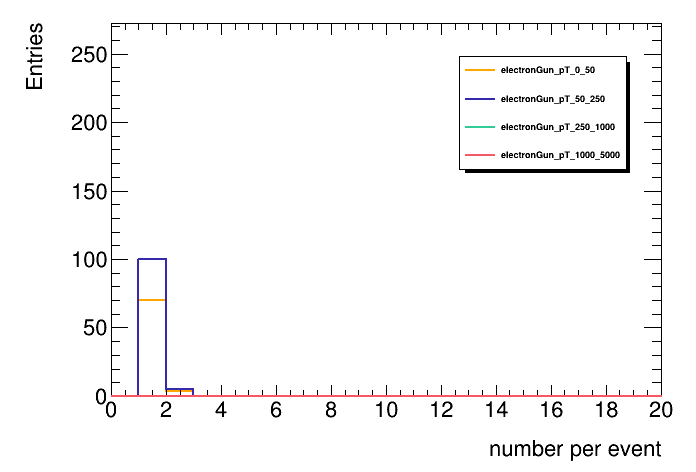 Entries
250
200
150
100
50
0
electronGun_pT_0_50
electronGun_pT_50_250
electronGun_pT_250_1000
electronGun_pT_1000_5000
0 2 4 6 8 10 12 14 16 18 20
number per event